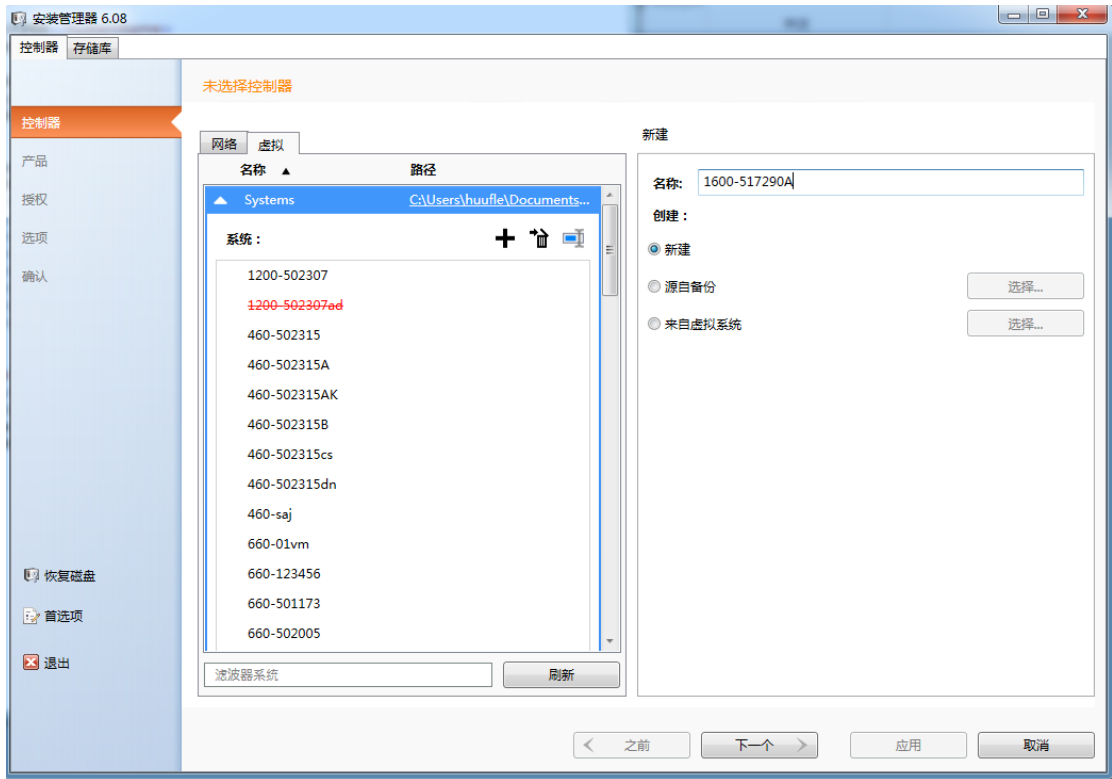 安装管理器 6.08
控制器 存储库
未选择控制器
控制器
产品
授权
选项
确认
恢复磁盘
首选项
退出
网络 虚拟
名称 ▲ 路径
Systems C:\Users\huufle\Documents...
系统：
1200-502307
1200-502307ad
460-502315
460-502315A
460-502315AK
460-502315B
460-502315cs
460-502315dn
460-saj
660-01vm
660-123456
660-501173
660-502005
滤波器系统 刷新
新建
名称: 1600-517290A
创建：
新建
源自备份 选择...
来自虚拟系统 选择...
之前 下一个 应用 取消